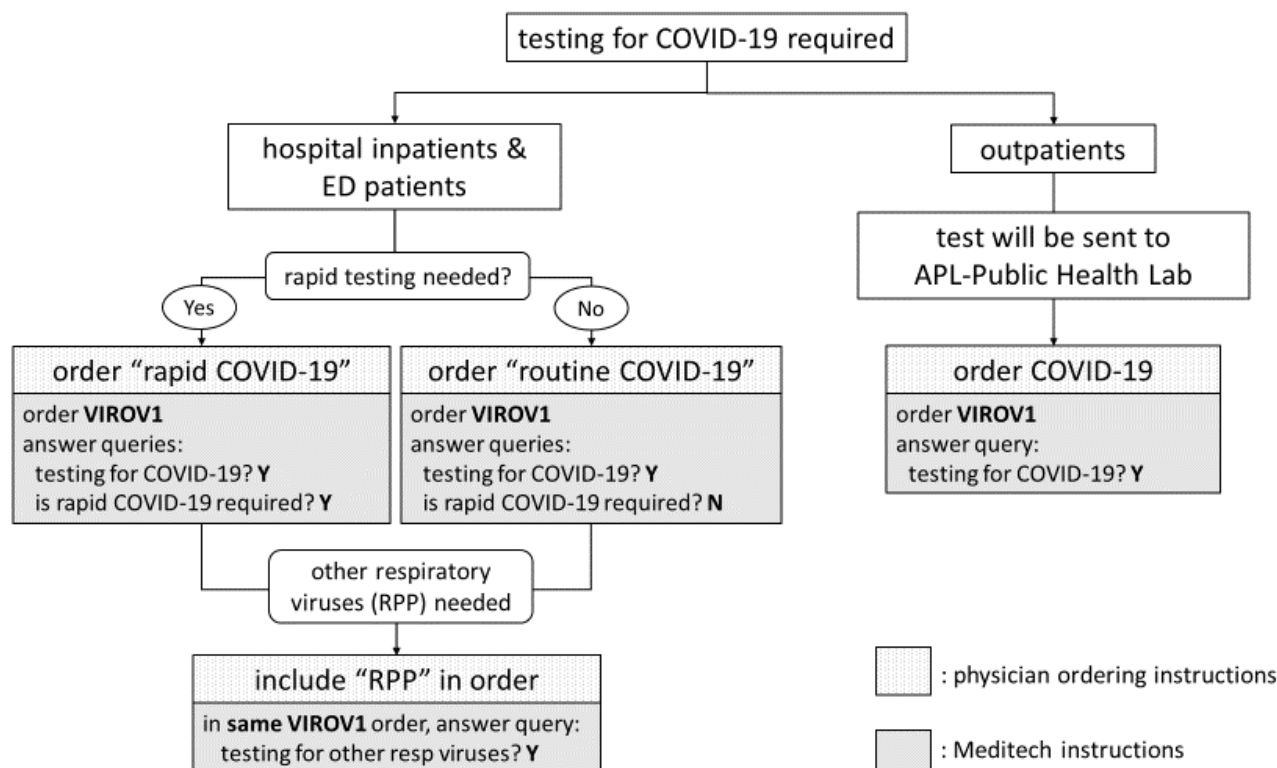 testing for COVID-19 required
hospital inpatients &
ED patients
outpatients
test will be sent to
APL-Public Health Lab
rapid testing needed?
Yes
No
order “rapid COVID-19”
order VIROV1
answer queries:
testing for COVID-19? Y
is rapid COVID-19 required? Y
order “routine COVID-19”
order VIROV1
answer queries:
testing for COVID-19? Y
is rapid COVID-19 required? N
order COVID-19
order VIROV1
answer query:
testing for COVID-19? Y
other respiratory
viruses (RPP) needed
include “RPP” in order
in same VIROV1 order, answer query:
testing for other resp viruses? Y
: physician ordering instructions
: Meditech instructions